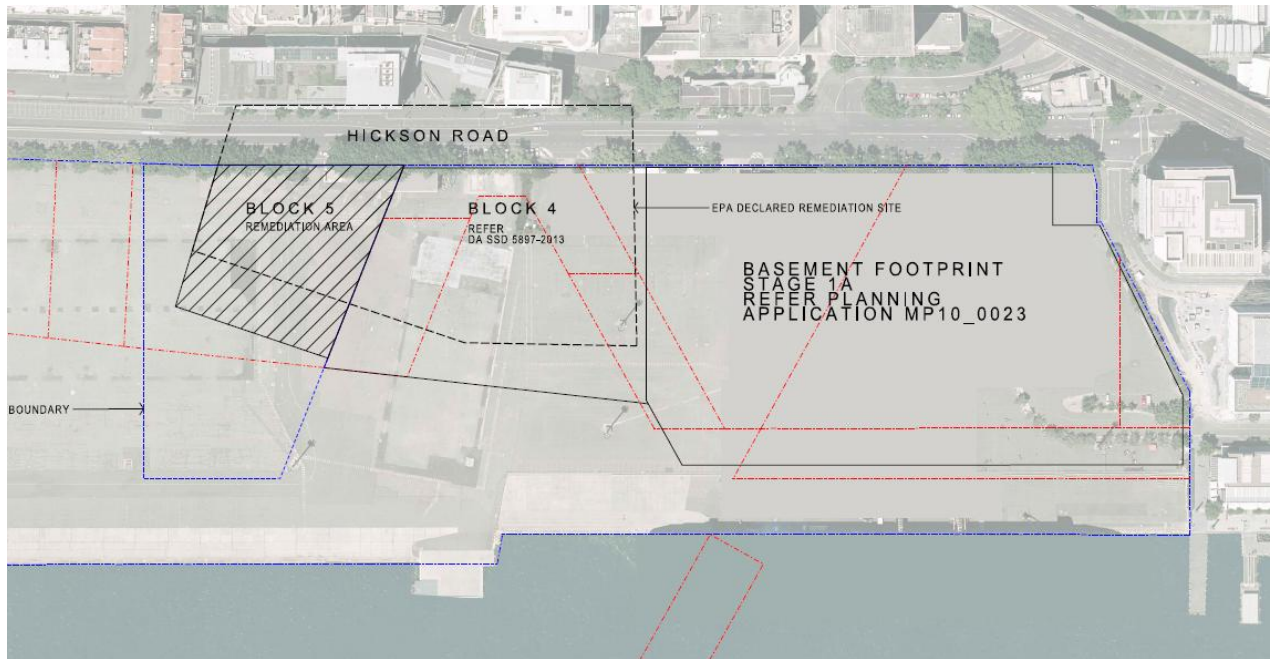 HICKSON ROAD
BLOCK 5
REMEDIATION AREA
BLOCK 4
REFER
DA SSD 5897-2013
EPA DECLARED REMEDIATION SITE
BASEMENT FOOTPRINT
STAGE 1A
REFER PLANNING
APPLICATION MP10_0023
BOUNDARY